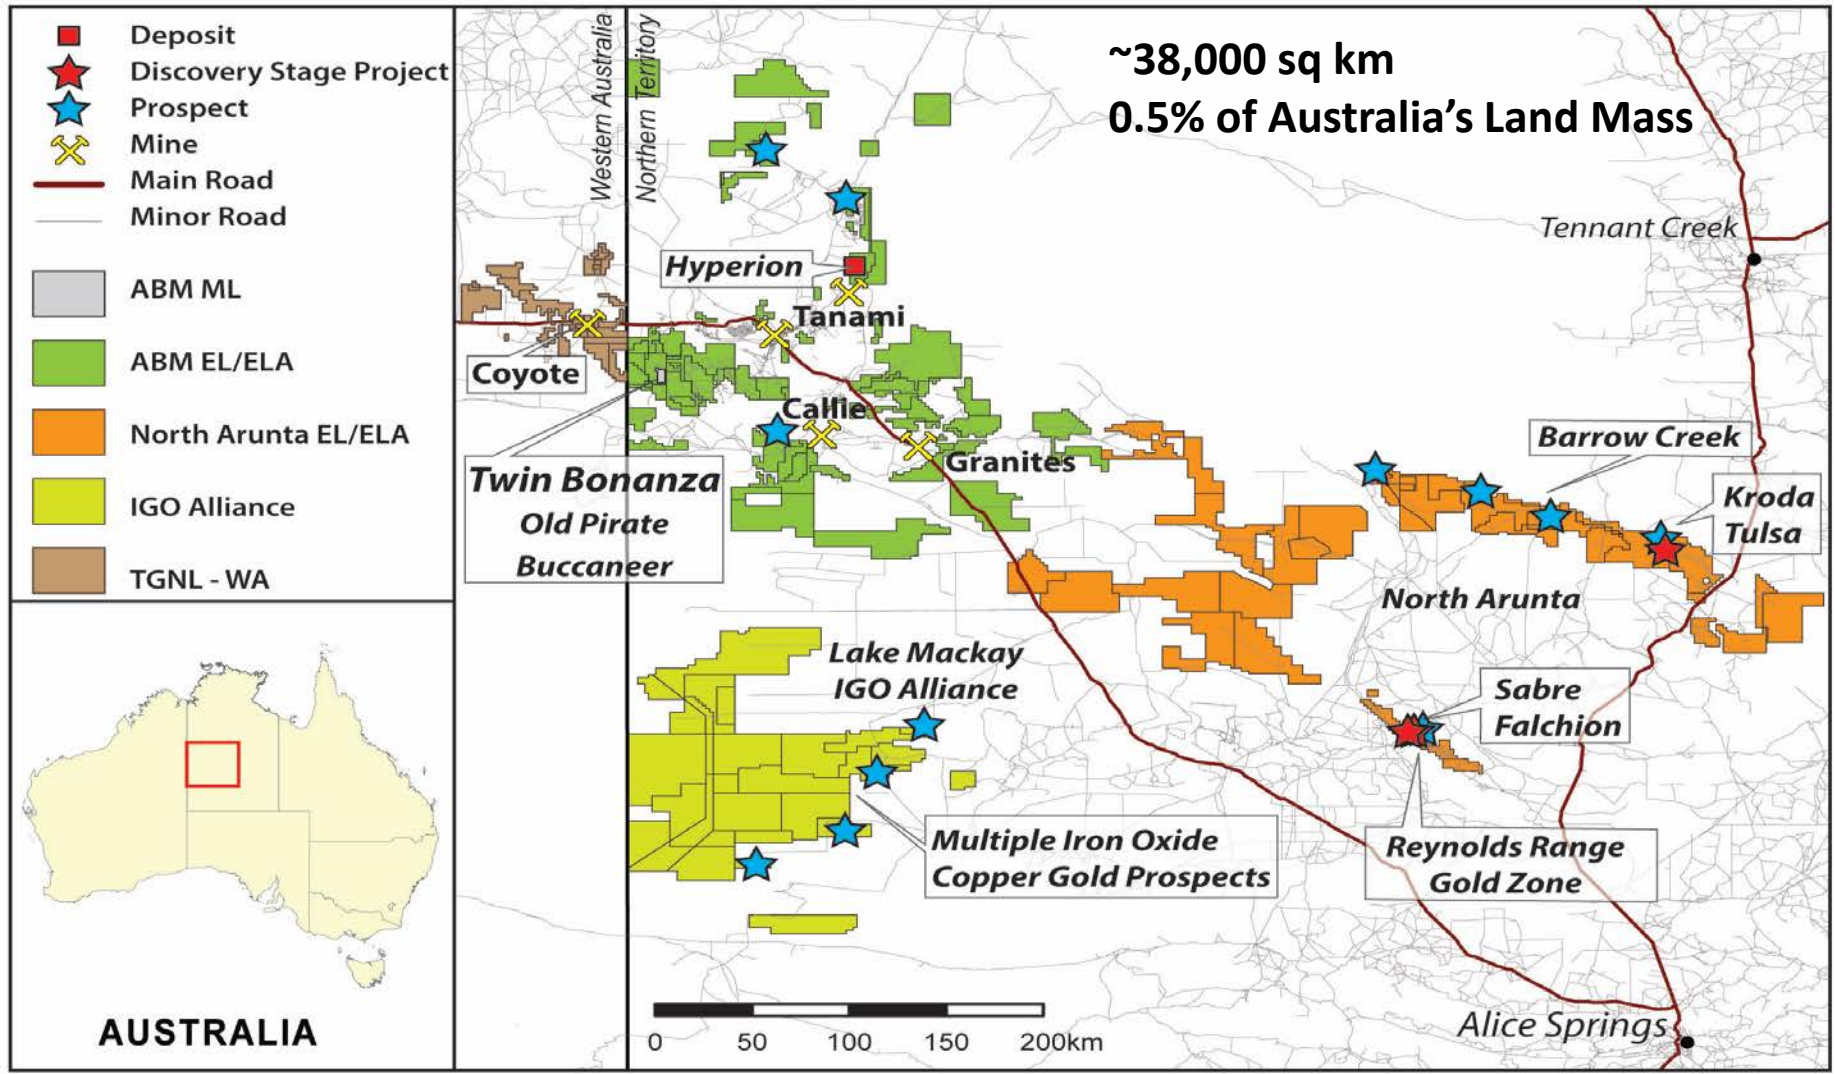 Deposit
Discovery Stage Project
Prospect
Mine
Main Road
Minor Road
ABM ML
ABM EL/ELA
North Arunta EL/ELA
IGO Alliance
TGNL - WA
AUSTRALIA
Western Australia
Northern Territory
~38,000 sq km
0.5% of Australia's Land Mass
Tennant Creek
Hyperion
Tanami
Coyote
Callie
Granites
Twin Bonanza
Old Pirate
Buccaneer
Barrow Creek
Kroda
Tulsa
North Arunta
Lake Mackay
IGO Alliance
Sabre
Falchion
Multiple Iron Oxide
Copper Gold Prospects
Reynolds Range
Gold Zone
Alice Springs
0 50 100 150 200km